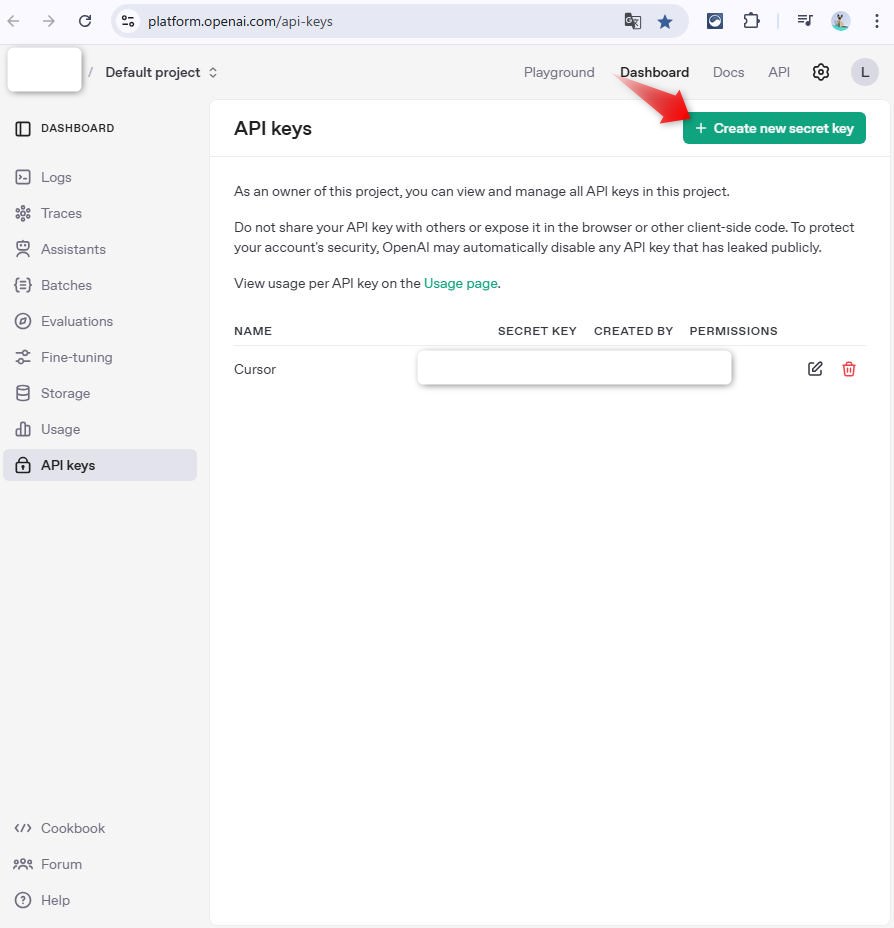 platform.openai.com/api-keys
/ Default project
Playground Dashboard Docs API L
DASHBOARD
API keys
+ Create new secret key
Logs
Traces
Assistants
Batches
Evaluations
Fine-tuning
Storage
Usage
API keys
As an owner of this project, you can view and manage all API keys in this project.
Do not share your API key with others or expose it in the browser or other client-side code. To protect
your account's security, OpenAI may automatically disable any API key that has leaked publicly.
View usage per API key on the Usage page.
NAME SECRET KEY CREATED BY PERMISSIONS
Cursor
Cookbook
Forum
Help